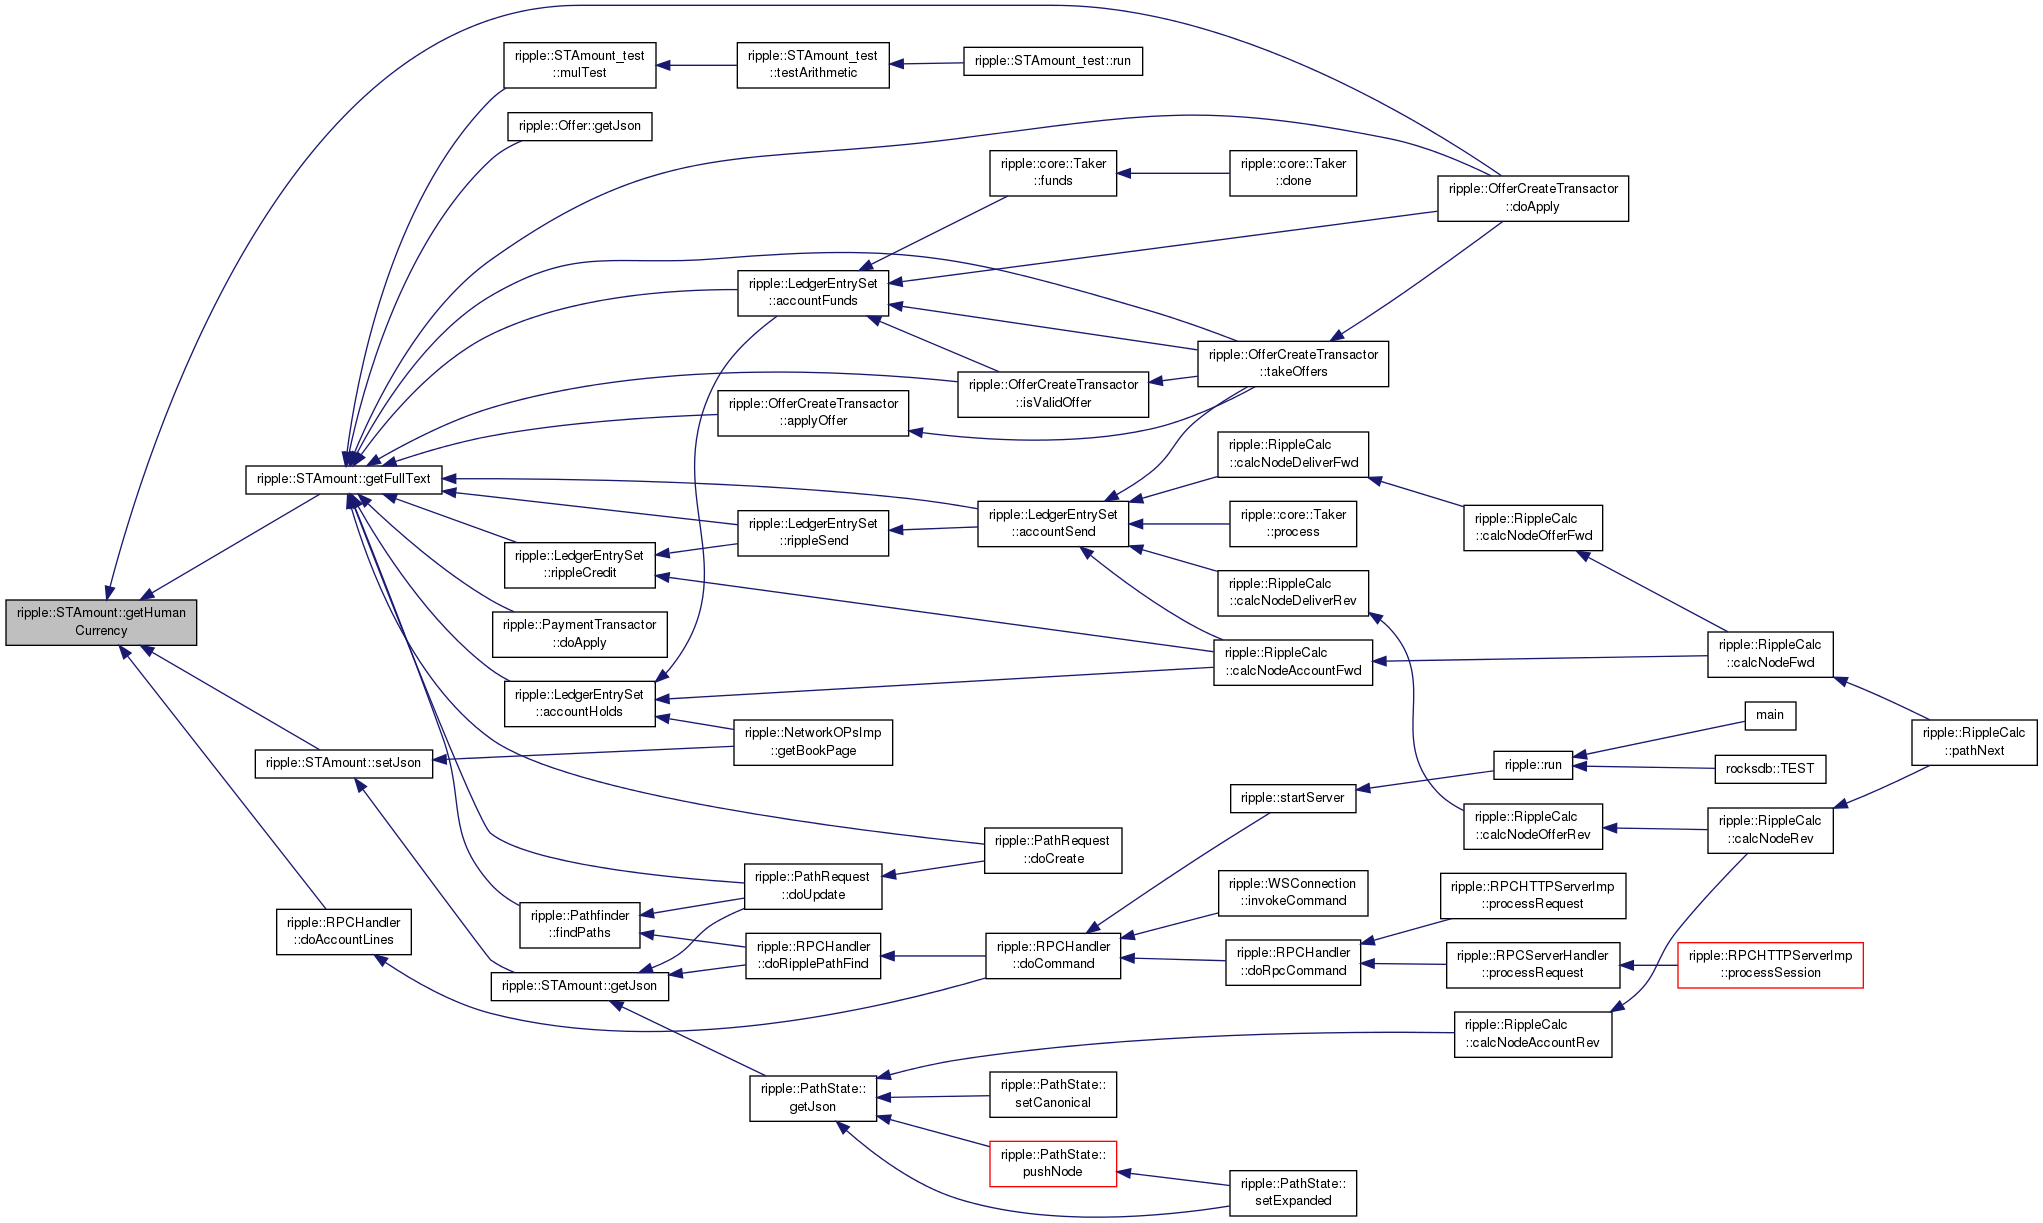 ripple::STAmount::getHuman
Currency
ripple::STAmount::getFullText
ripple::STAmount::setJson
ripple::RPCHandler
::doAccountLines
ripple::STAmount_test
::mulTest
ripple::Offer::getJson
ripple::LedgerEntrySet
::rippleCredit
ripple::PaymentTransactor
::doApply
ripple::LedgerEntrySet
::accountHolds
ripple::Pathfinder
::findPaths
ripple::STAmount::getJson
ripple::STAmount_test
::testArithmetic
ripple::LedgerEntrySet
::accountFunds
ripple::OfferCreateTransactor
::applyOffer
ripple::LedgerEntrySet
::rippleSend
ripple::NetworkOPsImp
::getBookPage
ripple::PathRequest
::doUpdate
ripple::RPCHandler
::doRipplePathFind
ripple::PathState::
getJson
ripple::STAmount_test::run
ripple::core::Taker
::funds
ripple::OfferCreateTransactor
::isValidOffer
ripple::LedgerEntrySet
::accountSend
ripple::PathRequest
::doCreate
ripple::RPCHandler
::doCommand
ripple::PathState::
setCanonical
ripple::PathState::
pushNode
ripple::core::Taker
::done
ripple::OfferCreateTransactor
::takeOffers
ripple::RippleCalc
::calcNodeDeliverFwd
ripple::core::Taker
::process
ripple::RippleCalc
::calcNodeDeliverRev
ripple::RippleCalc
::calcNodeAccountFwd
ripple::startServer
ripple::WSConnection
::invokeCommand
ripple::RPCHandler
::doRpcCommand
ripple::PathState::
setExpanded
ripple::OfferCreateTransactor
::doApply
ripple::RippleCalc
::calcNodeOfferFwd
ripple::run
ripple::RippleCalc
::calcNodeOfferRev
ripple::RPCHTTPServerImp
::processRequest
ripple::RPCServerHandler
::processRequest
ripple::RippleCalc
::calcNodeAccountRev
ripple::RippleCalc
::calcNodeFwd
main
rocksdb::TEST
ripple::RippleCalc
::calcNodeRev
ripple::RPCHTTPServerImp
::processSession
ripple::RippleCalc
::pathNext